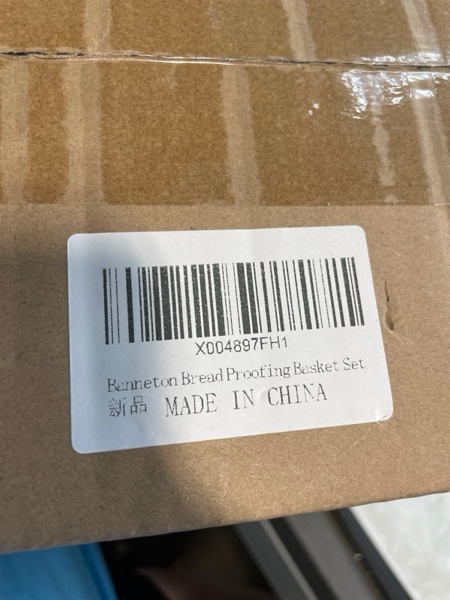 X004897FH1
Banneton Bread Proofing Basket Set
新品 MADE IN CHINA